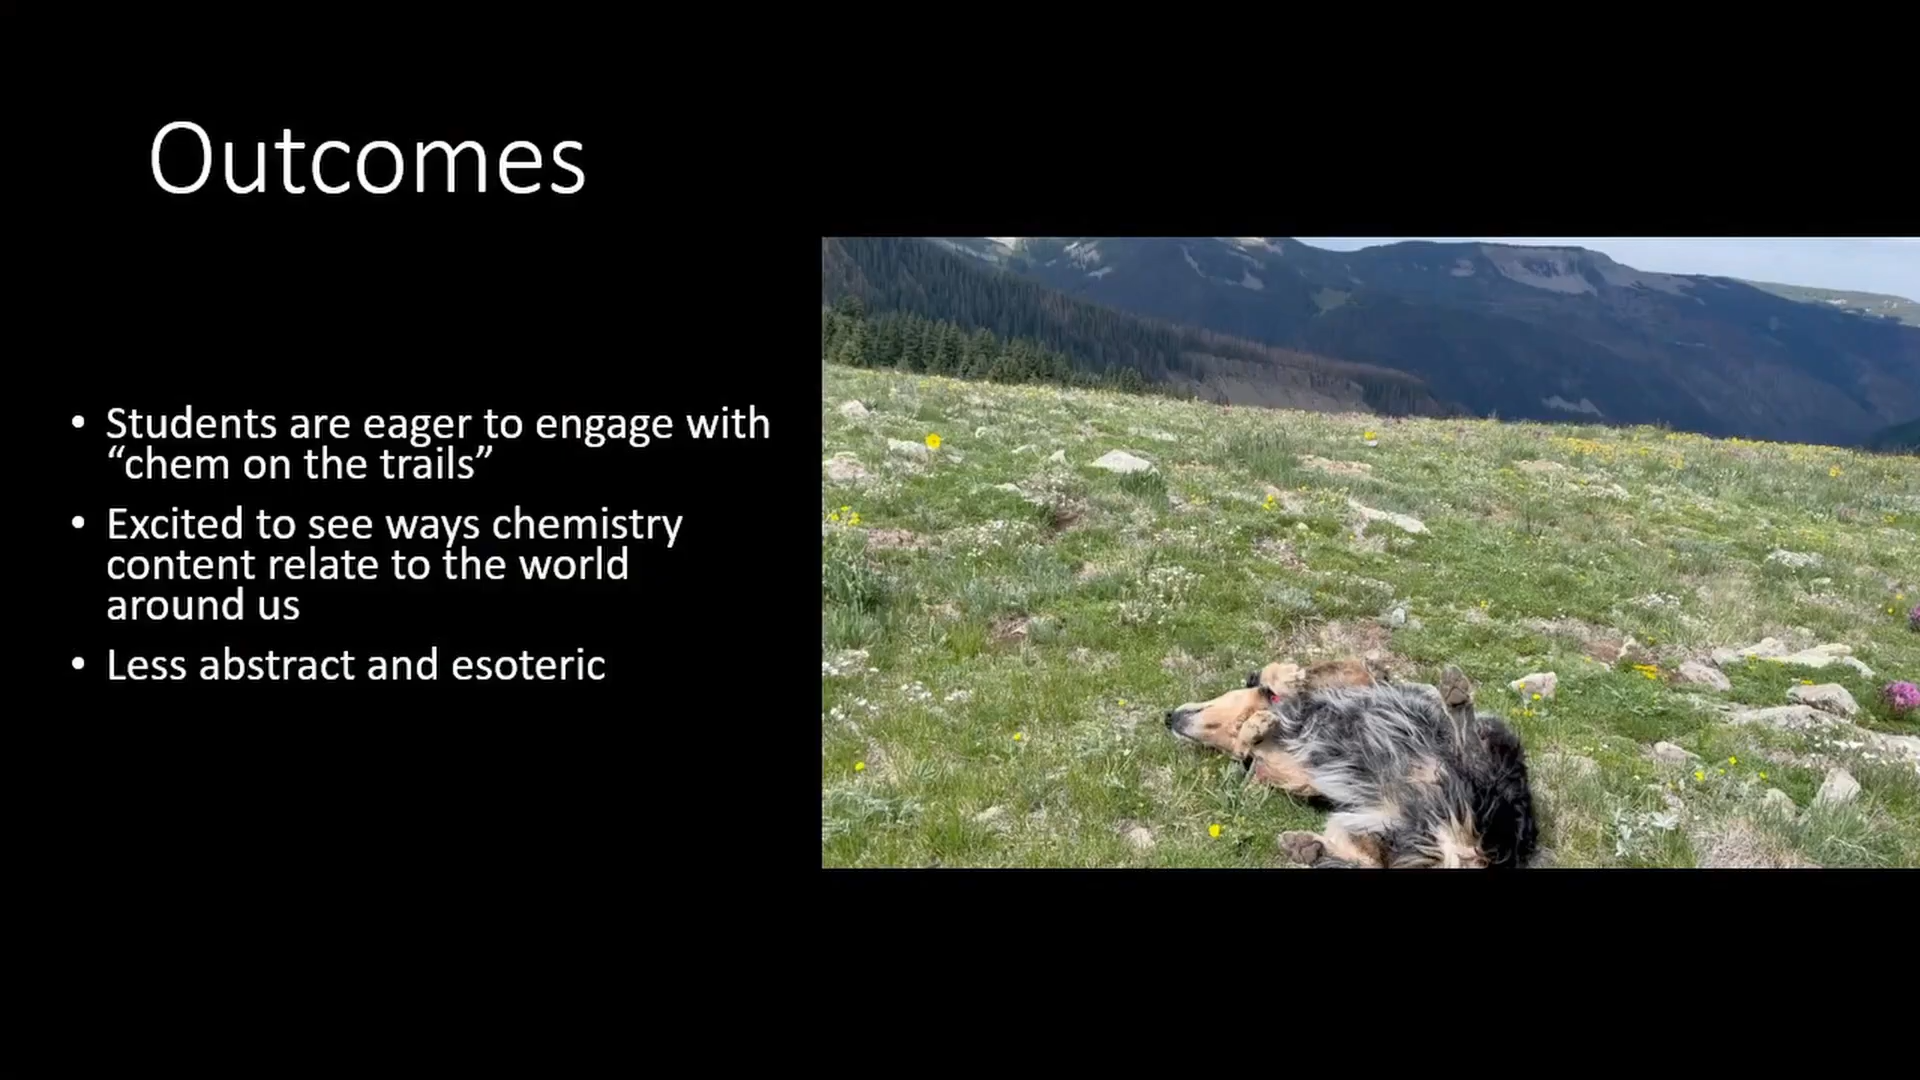 Outcomes
• Students are eager to engage with
“chem on the trails”
• Excited to see ways chemistry
content relate to the world
around us
• Less abstract and esoteric